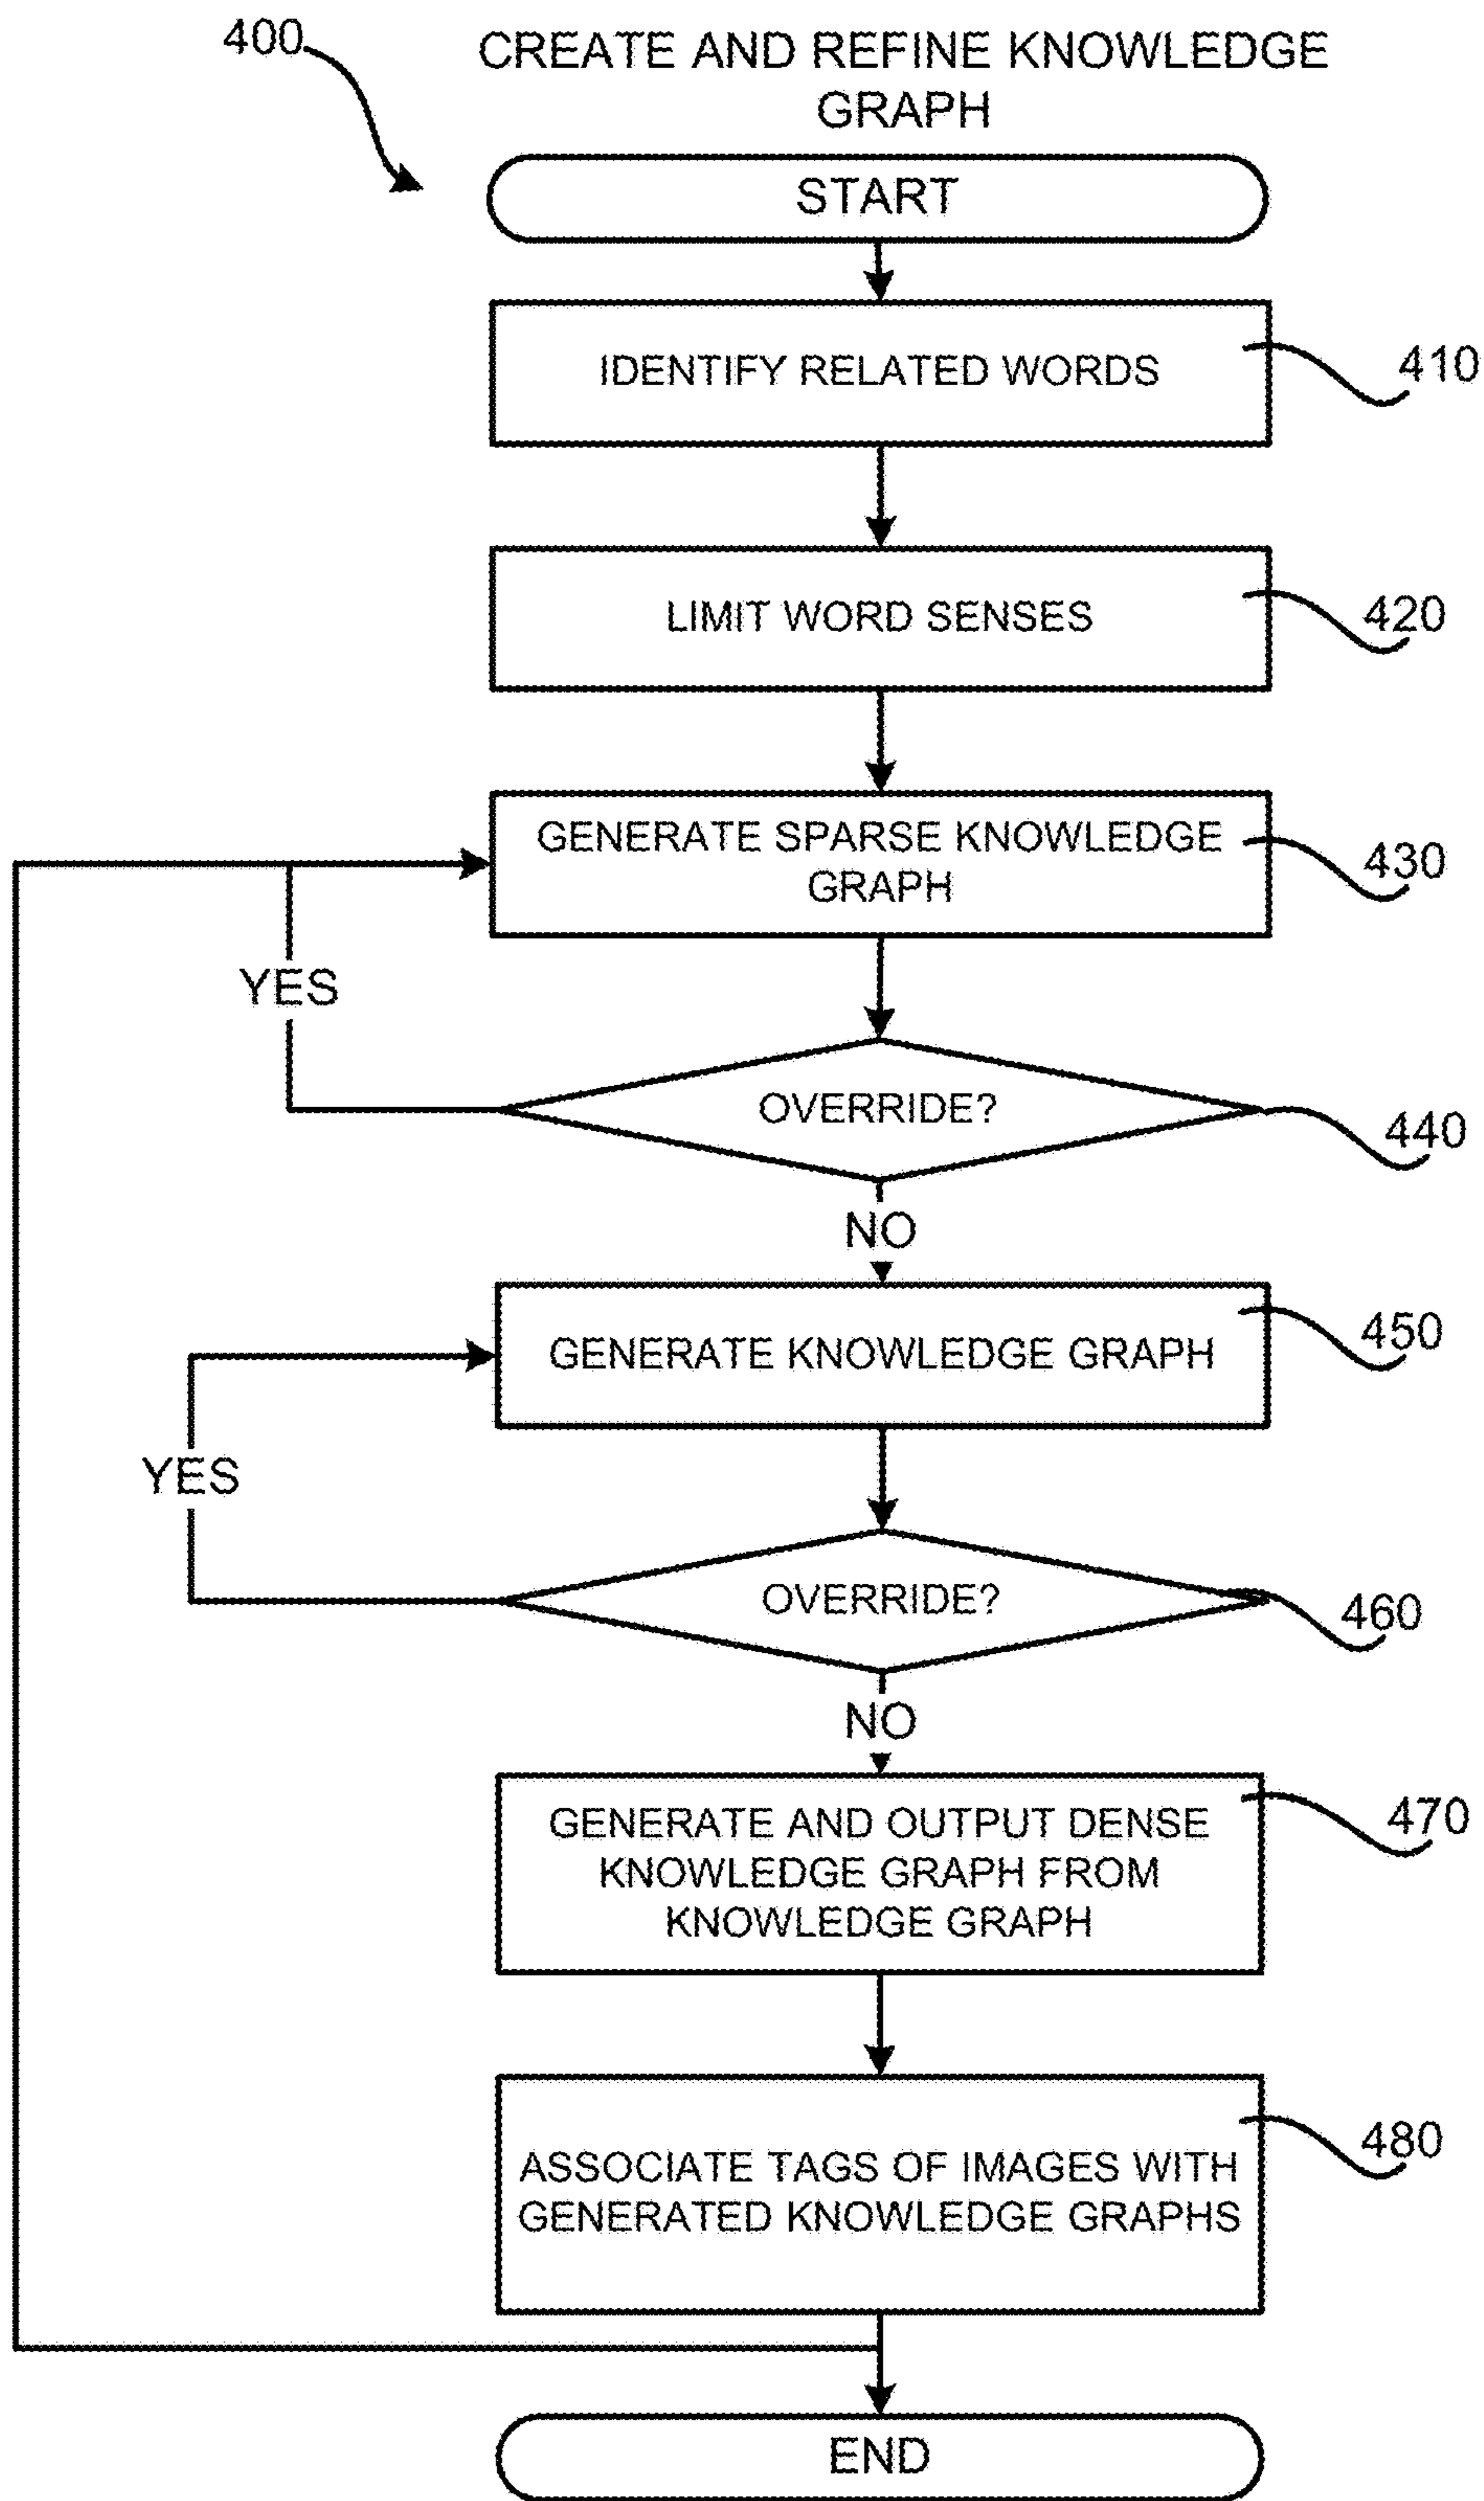 400
CREATE AND REFINE KNOWLEDGE
GRAPH
START
IDENTIFY RELATED WORDS
410
LIMIT WORD SENSES
420
GENERATE SPARSE KNOWLEDGE
GRAPH
430
YES
OVERRIDE?
440
NO
GENERATE KNOWLEDGE GRAPH
450
YES
OVERRIDE?
460
NO
GENERATE AND OUTPUT DENSE
KNOWLEDGE GRAPH FROM
KNOWLEDGE GRAPH
470
ASSOCIATE TAGS OF IMAGES WITH
GENERATED KNOWLEDGE GRAPHS
480
END